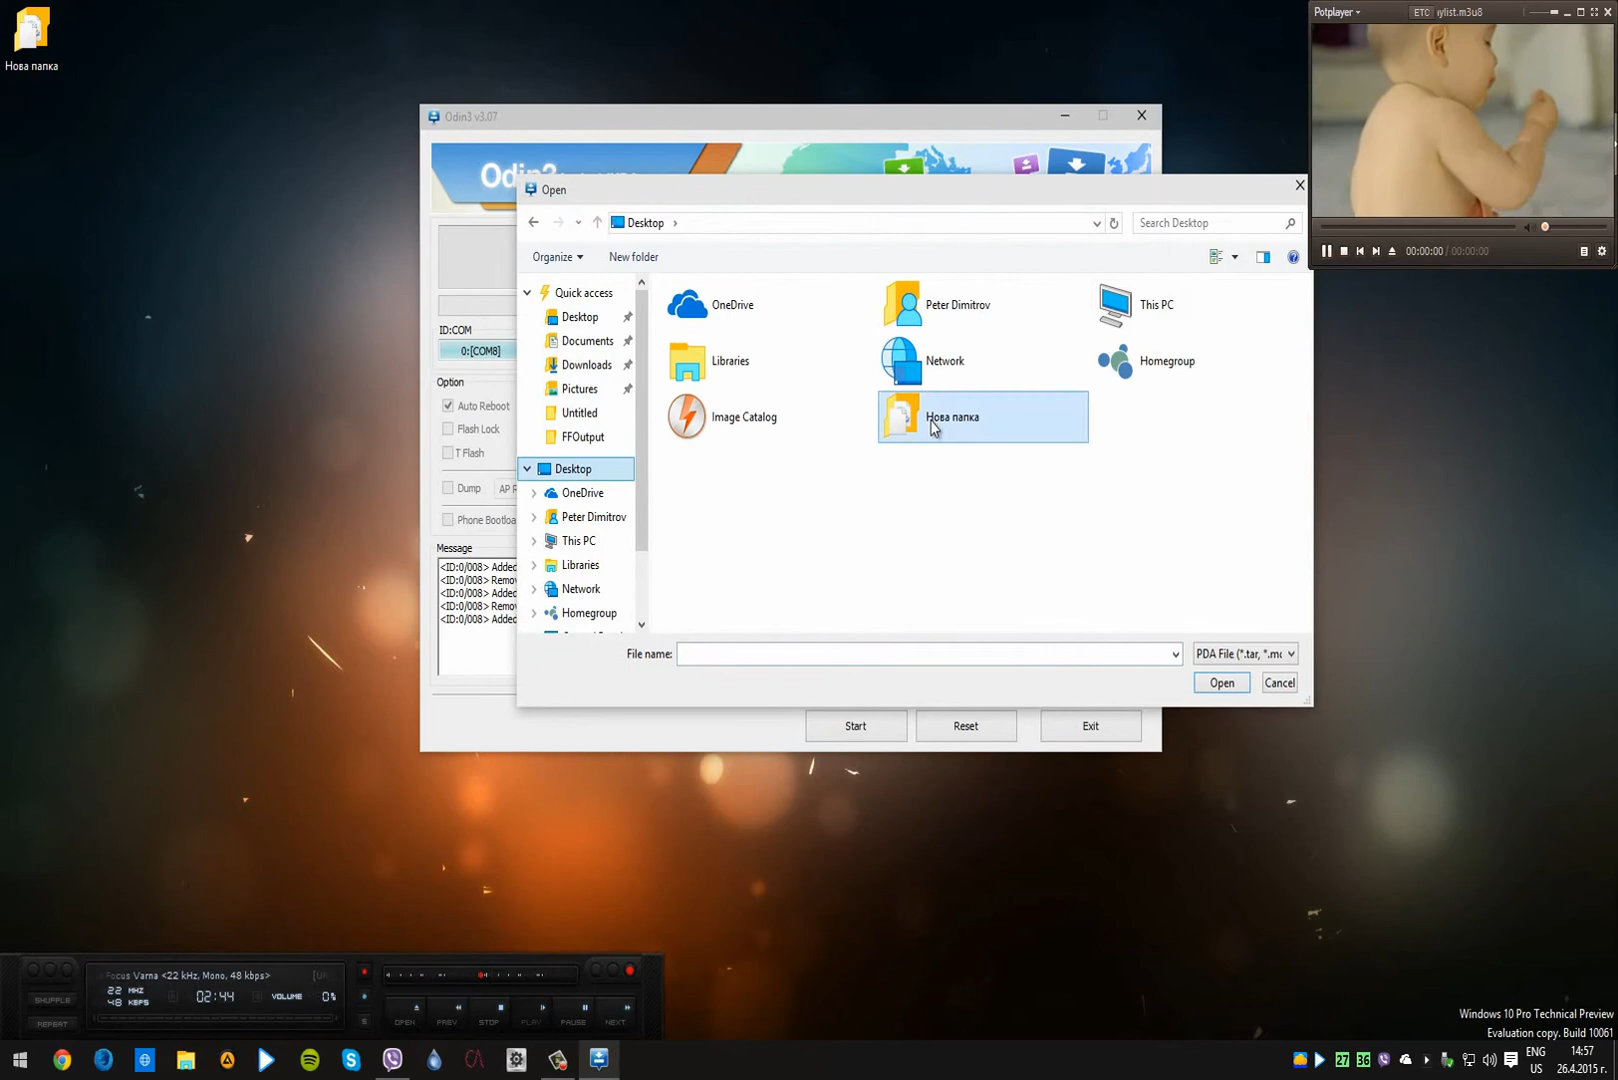 Нова папка
Potplayer
ETC
ıylist.m3u8
00:00:00 / 00:00:00
Odin3 v3.07
Odin3
Open
Desktop
Search Desktop
Organize
New folder
Quick access
Desktop
Documents
Downloads
Pictures
Untitled
FFOutput
Desktop
OneDrive
Peter Dimitrov
This PC
Libraries
Network
Homegroup
OneDrive
Peter Dimitrov
This PC
Libraries
Network
Homegroup
Image Catalog
Нова папка
File name:
PDA File (*.tar, *.mc
Open
Cancel
ID:COM
0:[COM8]
Option
Auto Reboot
Flash Lock
T Flash
Dump
AP R
Phone Bootloa
Message
<ID:0/008> Added
<ID:0/008> Remov
<ID:0/008> Added
<ID:0/008> Remov
<ID:0/008> Added
Start
Reset
Exit
Focus Varna <22 kHz, Mono, 48 kbps>
22 MHZ
48 KBPS
02:44
VOLUME
0%
SHUFFLE
REPEAT
OPEN
PREV
STOP
PLAY
PAUSE
NEXT
Windows 10 Pro Technical Preview
Evaluation copy. Build 10061
27
36
ENG
US
14:57
26.4.2015 г.